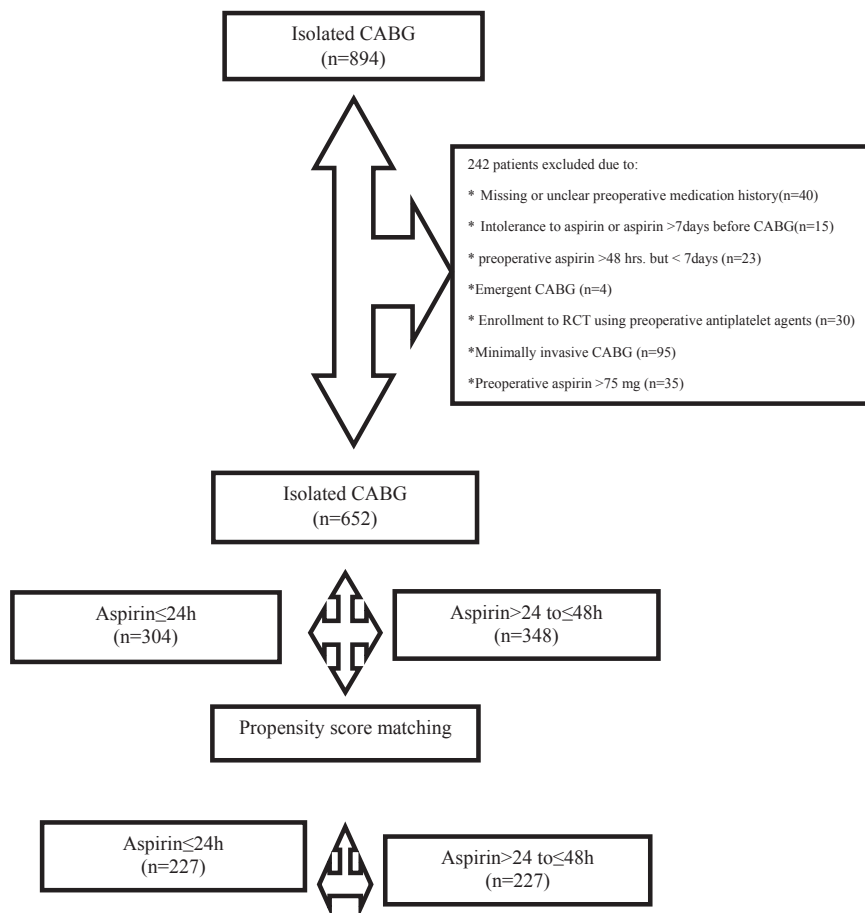 Isolated CABG
(n=894)
242 patients excluded due to:
* Missing or unclear preoperative medication history(n=40)
* Intolerance to aspirin or aspirin >7days before CABG(n=15)
* preoperative aspirin >48 hrs. but < 7days (n=23)
*Emergent CABG (n=4)
* Enrollment to RCT using preoperative antiplatelet agents (n=30)
*Minimally invasive CABG (n=95)
*Preoperative aspirin >75 mg (n=35)
Isolated CABG
(n=652)
Aspirin≤24h
(n=304)
Aspirin>24 to≤48h
(n=348)
Propensity score matching
Aspirin≤24h
(n=227)
Aspirin>24 to≤48h
(n=227)